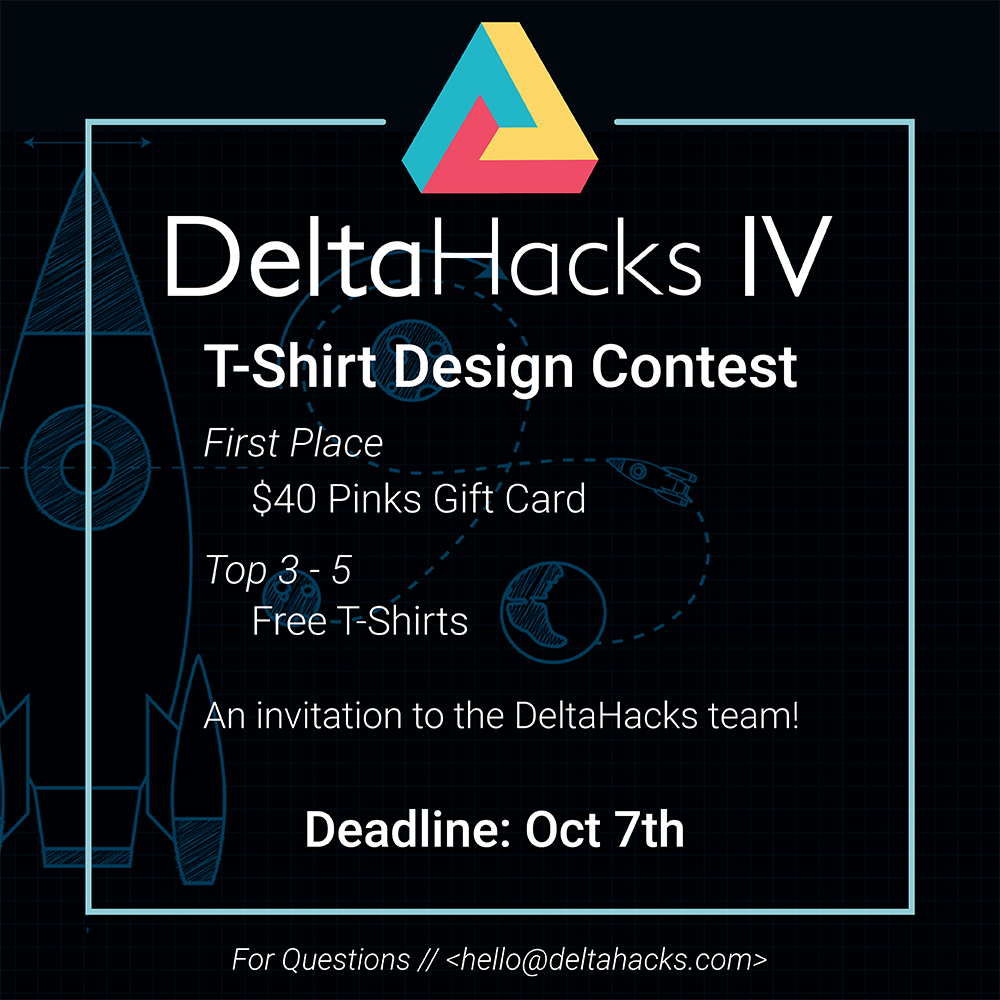 DeltaHacks IV
T-Shirt Design Contest
First Place
$40 Pinks Gift Card
Top 3 - 5
Free T-Shirts
An invitation to the DeltaHacks team!
Deadline: Oct 7th
For Questions // <hello@deltahacks.com>